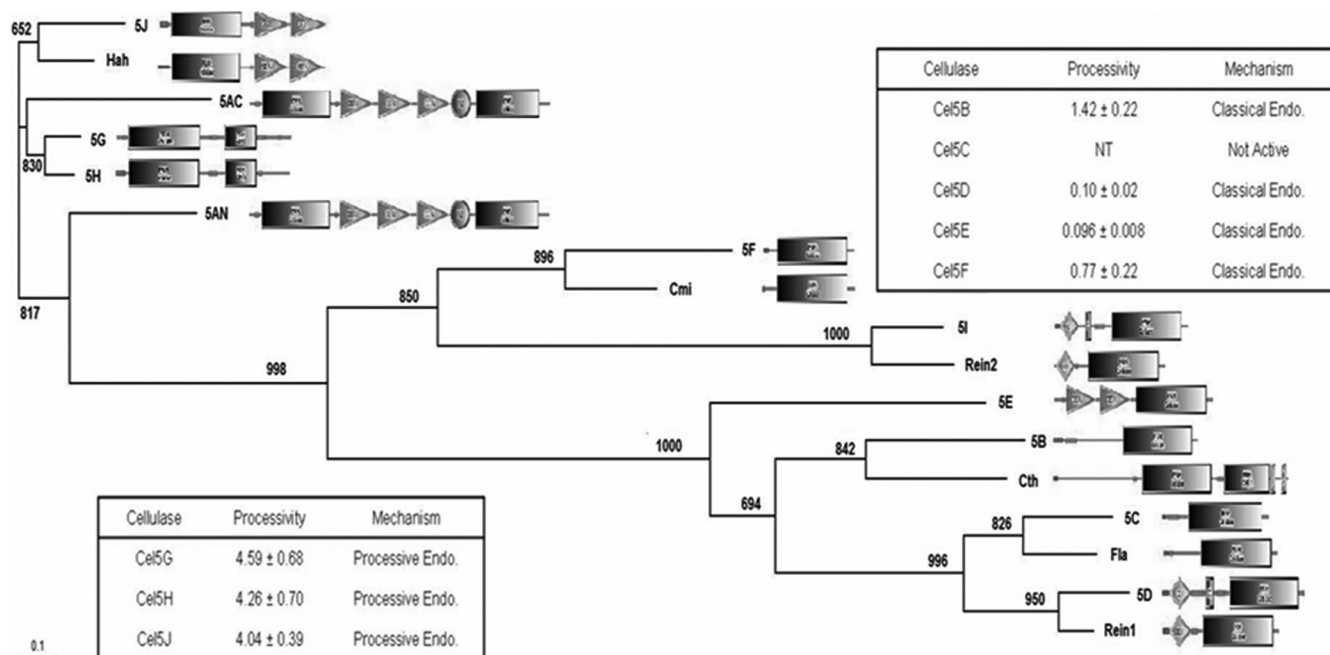 652
5J
Hah
5AC
5G
830
5H
5AN
817
998
850
896
5F
Cmi
1000
5I
Rein2
1000
5E
842
5B
Cth
694
826
5C
Fla
996
950
5D
Rein1
0.1
Cellulase Processivity Mechanism
Cel5B 1.42 ± 0.22 Classical Endo.
Cel5C NT Not Active
Cel5D 0.10 ± 0.02 Classical Endo.
Cel5E 0.096 ± 0.008 Classical Endo.
Cel5F 0.77 ± 0.22 Classical Endo.
Cellulase Processivity Mechanism
Cel5G 4.59 ± 0.68 Processive Endo.
Cel5H 4.26 ± 0.70 Processive Endo.
Cel5J 4.04 ± 0.39 Processive Endo.